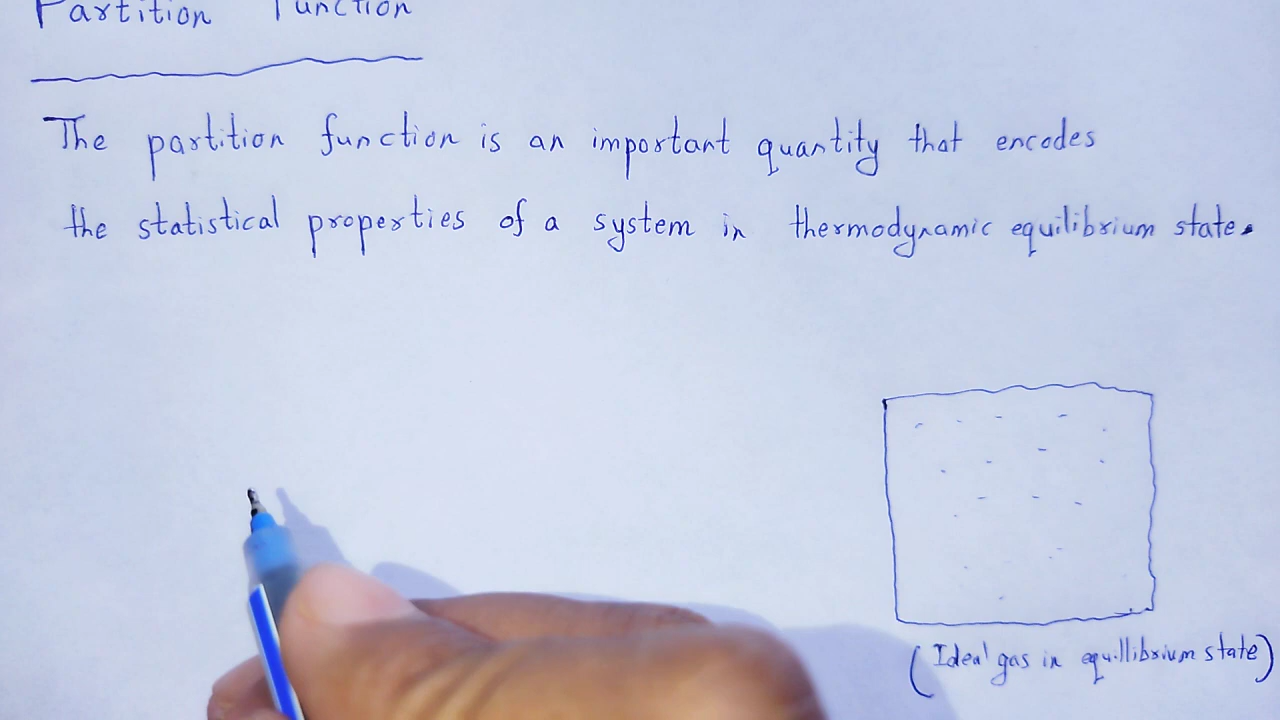 Partition Function
The partition function is an important quantity that encodes
the statistical properties of a system in thermodynamic equilibrium state.
(Ideal gas in equillibrium state)